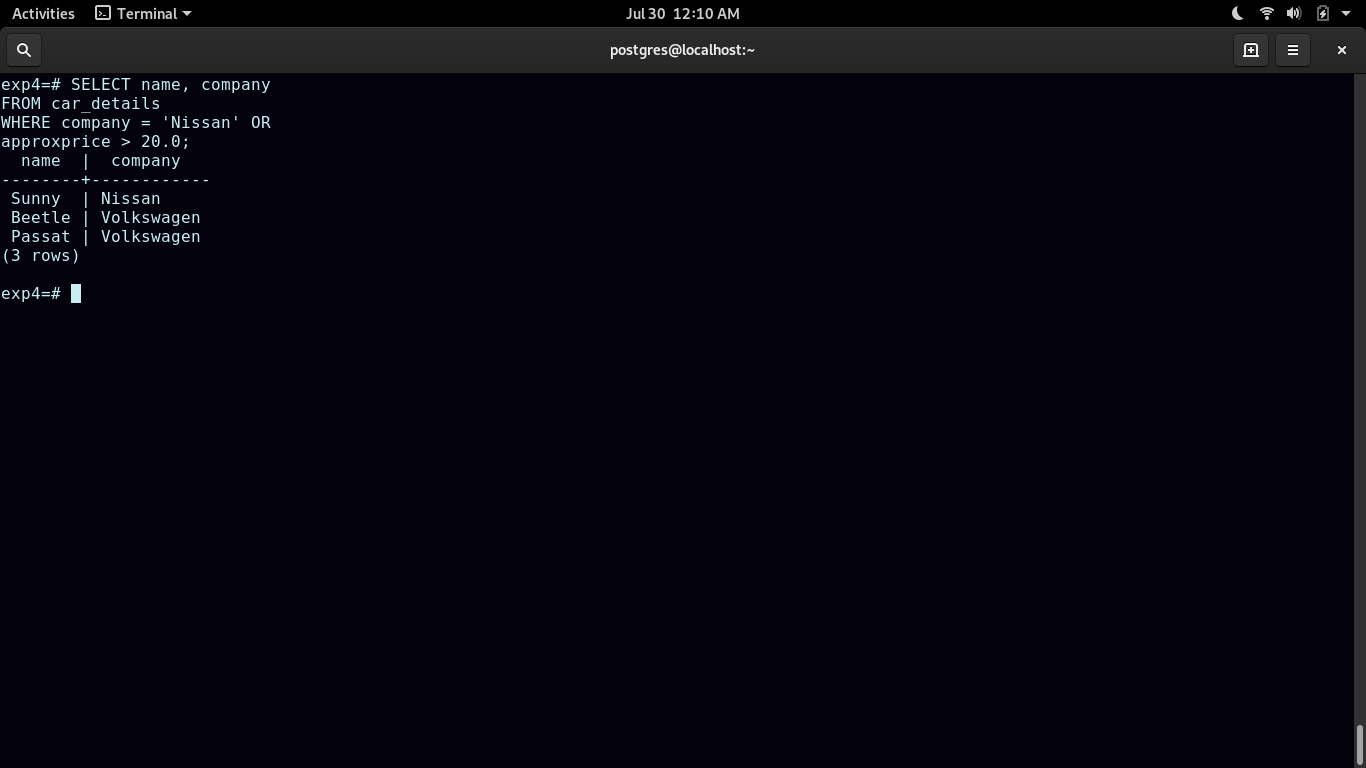 Activities Terminal Jul 30 12:10 AM
postgres@localhost:~
exp4=# SELECT name, company
FROM car_details
WHERE company = 'Nissan' OR
approxprice > 20.0;
  name  |  company
--------+------------
 Sunny  | Nissan
 Beetle | Volkswagen
 Passat | Volkswagen
(3 rows)
exp4=#